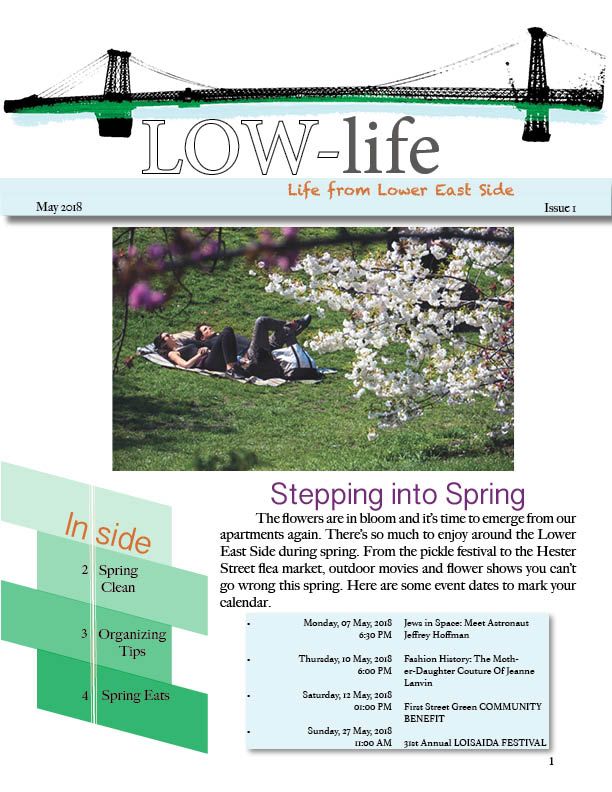 LOW-life
Life from Lower East Side
May 2018 Issue 1
Stepping into Spring
The flowers are in bloom and it's time to emerge from our
apartments again. There's so much to enjoy around the Lower
East Side during spring. From the pickle festival to the Hester
Street flea market, outdoor movies and flower shows you can't
go wrong this spring. Here are some event dates to mark your
calendar.
• Monday, 07 May, 2018 Jews in Space: Meet Astronaut
6:30 PM Jeffrey Hoffman
• Thursday, 10 May, 2018 Fashion History: The Moth-
6:00 PM er-Daughter Couture Of Jeanne
Lanvin
• Saturday, 12 May, 2018
01:00 PM First Street Green COMMUNITY
BENEFIT
• Sunday, 27 May, 2018
11:00 AM 31st Annual LOISAIDA FESTIVAL
In side
2 Spring
Clean
3 Organizing
Tips
4 Spring Eats
1